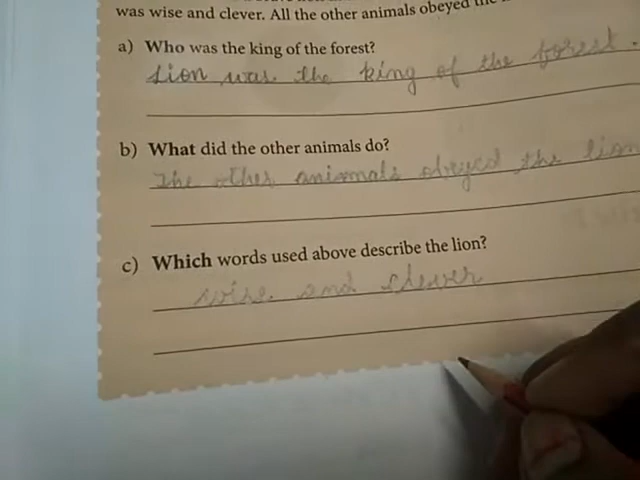 was wise and clever. All the other animals obeyed the
a) Who was the king of the forest?
Lion was the king of the forest.
b) What did the other animals do?
The other animals obeyed the lion
c) Which words used above describe the lion?
wise and clever